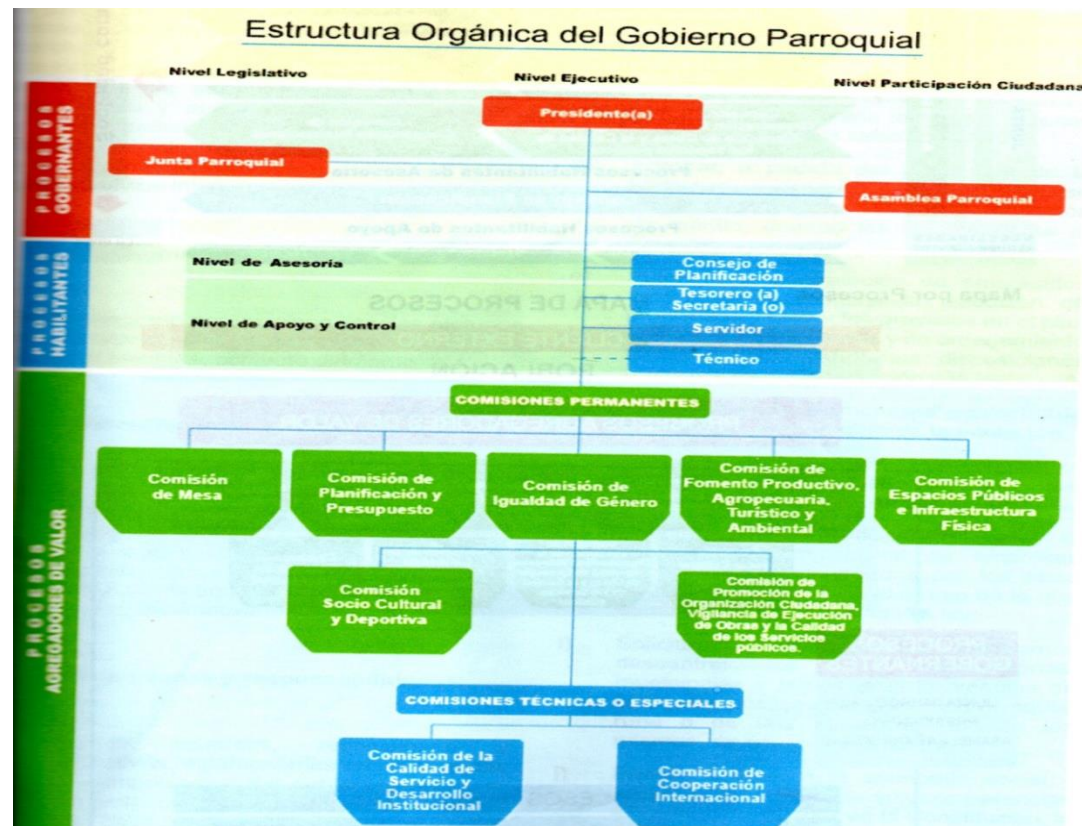 Estructura Orgánica del Gobierno Parroquial
Nivel Legislativo
Nivel Ejecutivo
Nivel Participación Ciudadana
PROCESOS
GOBERNANTES
Presidente(a)
Junta Parroquial
Asamblea Parroquial
PROCESOS
HABILITANTES
Nivel de Asesoría
Consejo de
Planificación
Nivel de Apoyo y Control
Tesorero (a)
Secretaria (o)
Servidor
Técnico
PROCESOS
AGREGADORES DE VALOR
COMISIONES PERMANENTES
Comisión
de Mesa
Comisión de
Planificación y
Presupuesto
Comisión de
Igualdad de Género
Comisión de
Fomento Productivo,
Agropecuaria,
Turístico y
Ambiental
Comisión de
Espacios Públicos
e Infraestructura
Física
Comisión
Socio Cultural
y Deportiva
Comisión de
Promoción de la
Organización Ciudadana,
Vigilancia de Ejecución
de Obras y la Calidad
de los Servicios
públicos.
COMISIONES TÉCNICAS O ESPECIALES
Comisión de la
Calidad de
Servicio y
Desarrollo
Institucional
Comisión de
Cooperación
Internacional